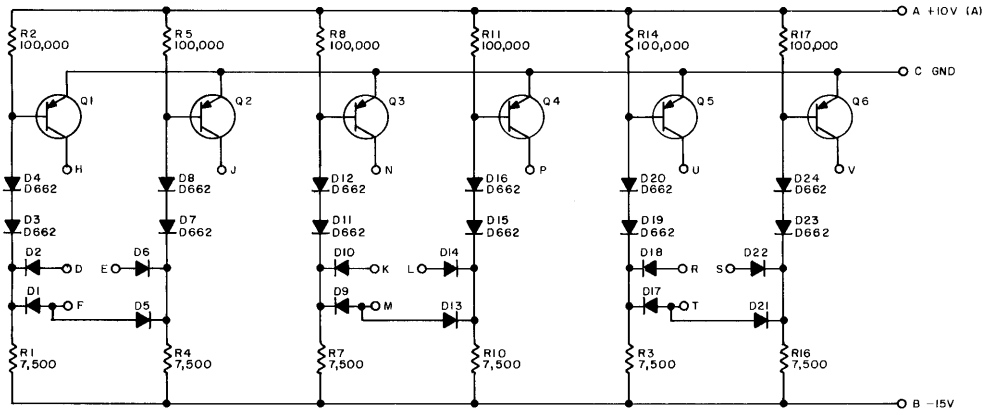 A +10V (A)
R2 100,000
R5 100,000
R8 100,000
R11 100,000
R14 100,000
R17 100,000
C GND
Q1
Q2
Q3
Q4
Q5
Q6
H
J
N
P
U
V
D4 D662
D8 D662
D12 D662
D16 D662
D20 D662
D24 D662
D3 D662
D7 D662
D11 D662
D15 D662
D19 D662
D23 D662
D2
D
E
D6
D10
K
L
D14
D18
R
S
D22
D1
F
D5
D9
M
D13
D17
T
D21
R1 7,500
R4 7,500
R7 7,500
R10 7,500
R3 7,500
R16 7,500
B -15V